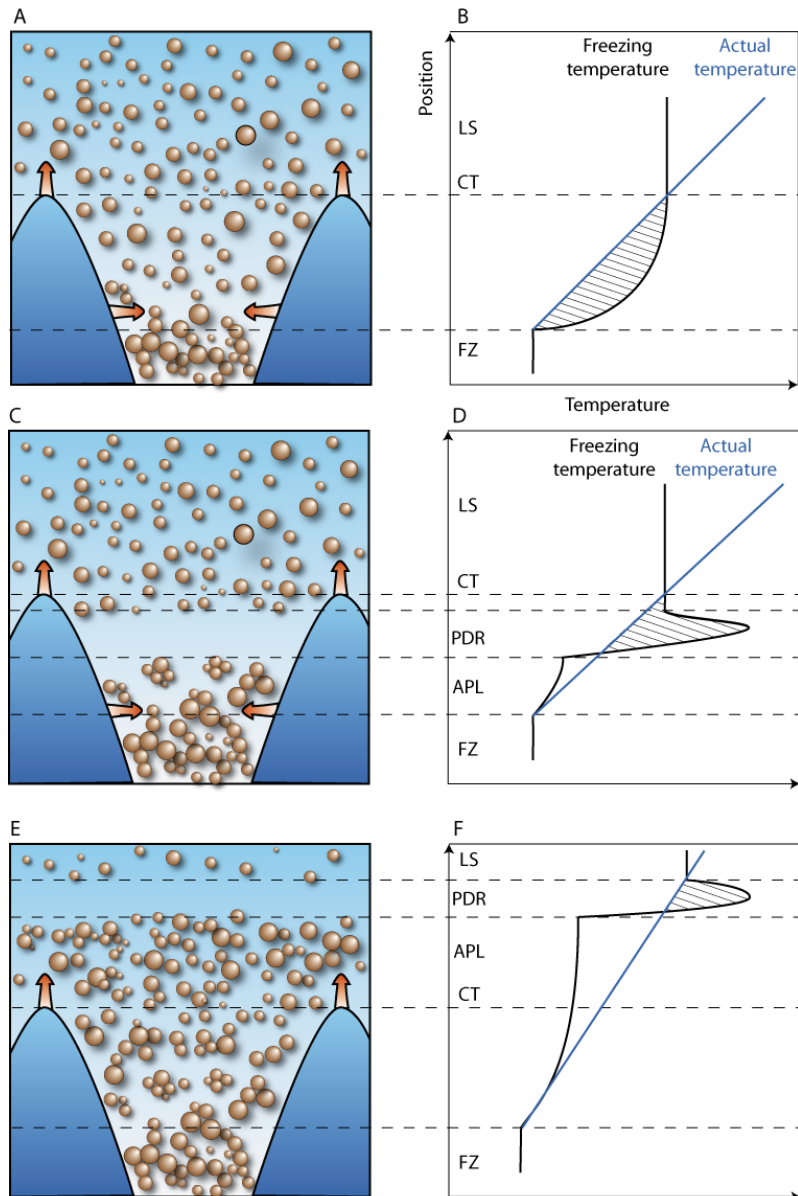 A
B
Freezing
temperature
Actual
temperature
Position
LS
CT
FZ
Temperature
C
D
Freezing
temperature
Actual
temperature
LS
CT
PDR
APL
FZ
E
F
LS
PDR
APL
CT
FZ